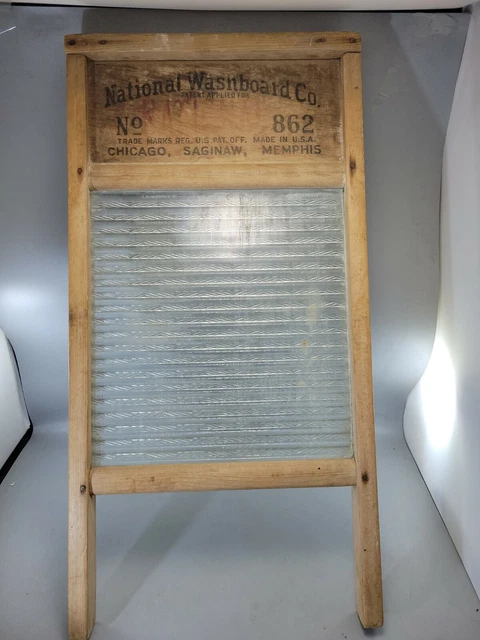 National Washboard Co.
PATENT APPLIED FOR
No 862
TRADE MARKS REG. U.S. PAT. OFF. MADE IN U.S.A.
CHICAGO, SAGINAW, MEMPHIS